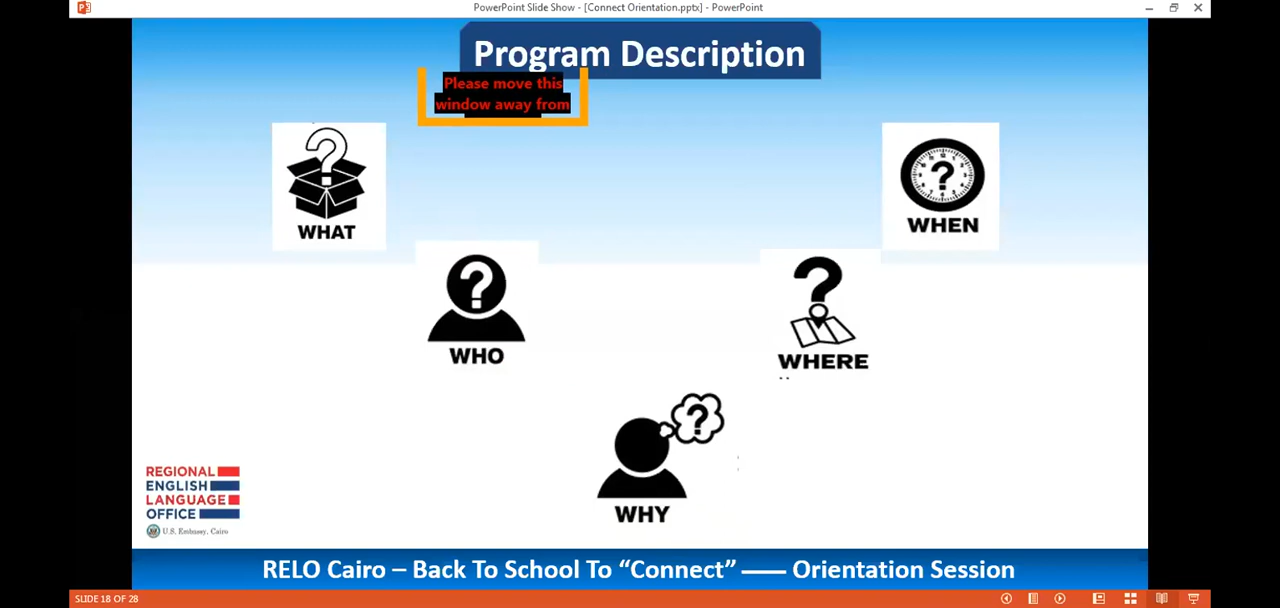 PowerPoint Slide Show - [Connect Orientation.pptx] - PowerPoint
Program Description
Please move this
window away from
WHAT
WHEN
WHO
WHERE
WHY
REGIONAL
ENGLISH
LANGUAGE
OFFICE
U.S. Embassy, Cairo
RELO Cairo – Back To School To “Connect” —— Orientation Session
SLIDE 18 OF 28